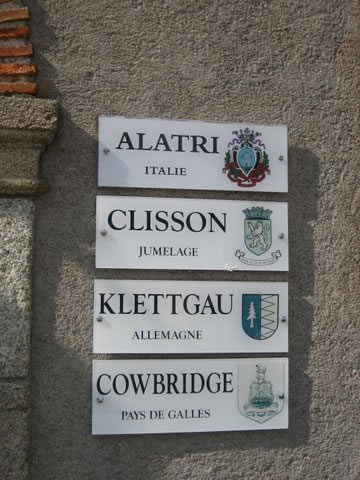 ALATRI
ITALIE
CLISSON
JUMELAGE
KLETTGAU
ALLEMAGNE
COWBRIDGE
PAYS DE GALLES